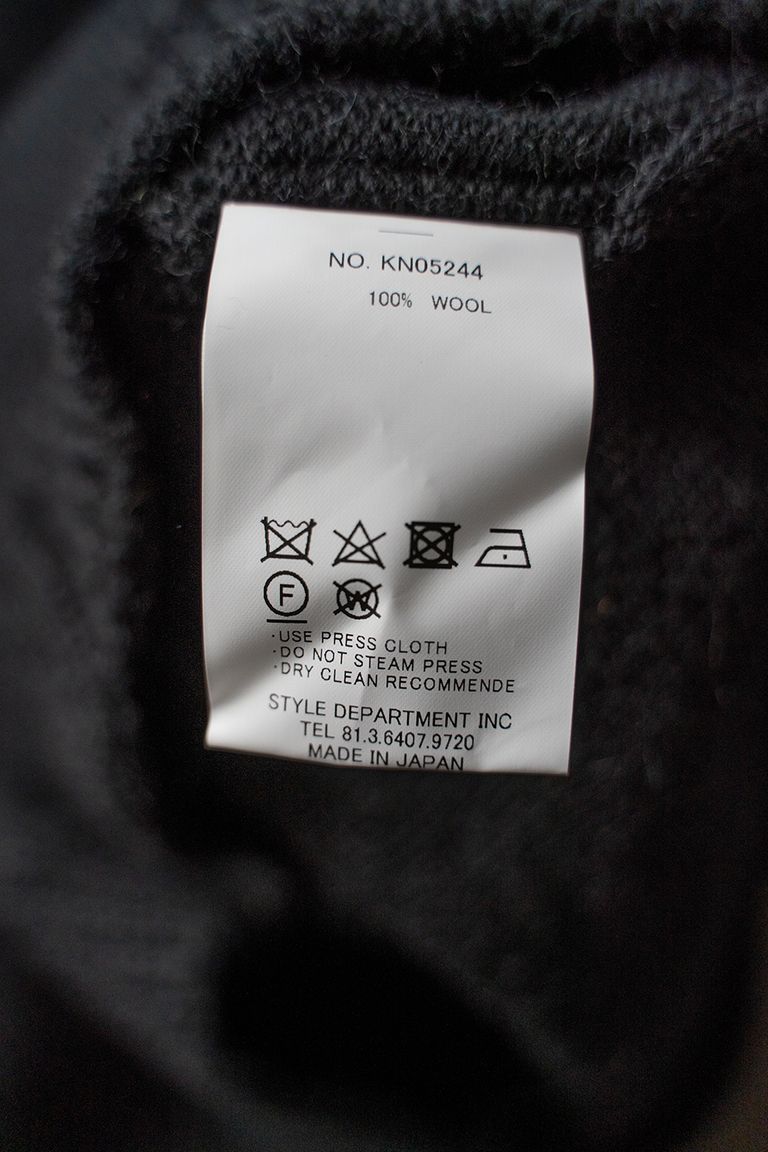 NO. KN05244
100% WOOL
F
W
·USE PRESS CLOTH
·DO NOT STEAM PRESS
·DRY CLEAN RECOMMENDE
STYLE DEPARTMENT INC
TEL 81.3.6407.9720
MADE IN JAPAN